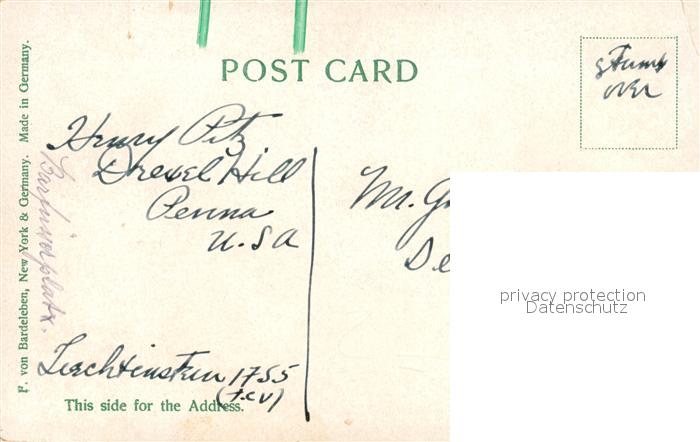 POST CARD
stamp
over
Henry Pitz
Drexel Hill
Penna
U.S.A
Mr. G
De
F. von Bardeleben, New York & Germany. Made in Germany.
Liechtenstein 1755
(T.C.V)
This side for the Address.
privacy protection
Datenschutz